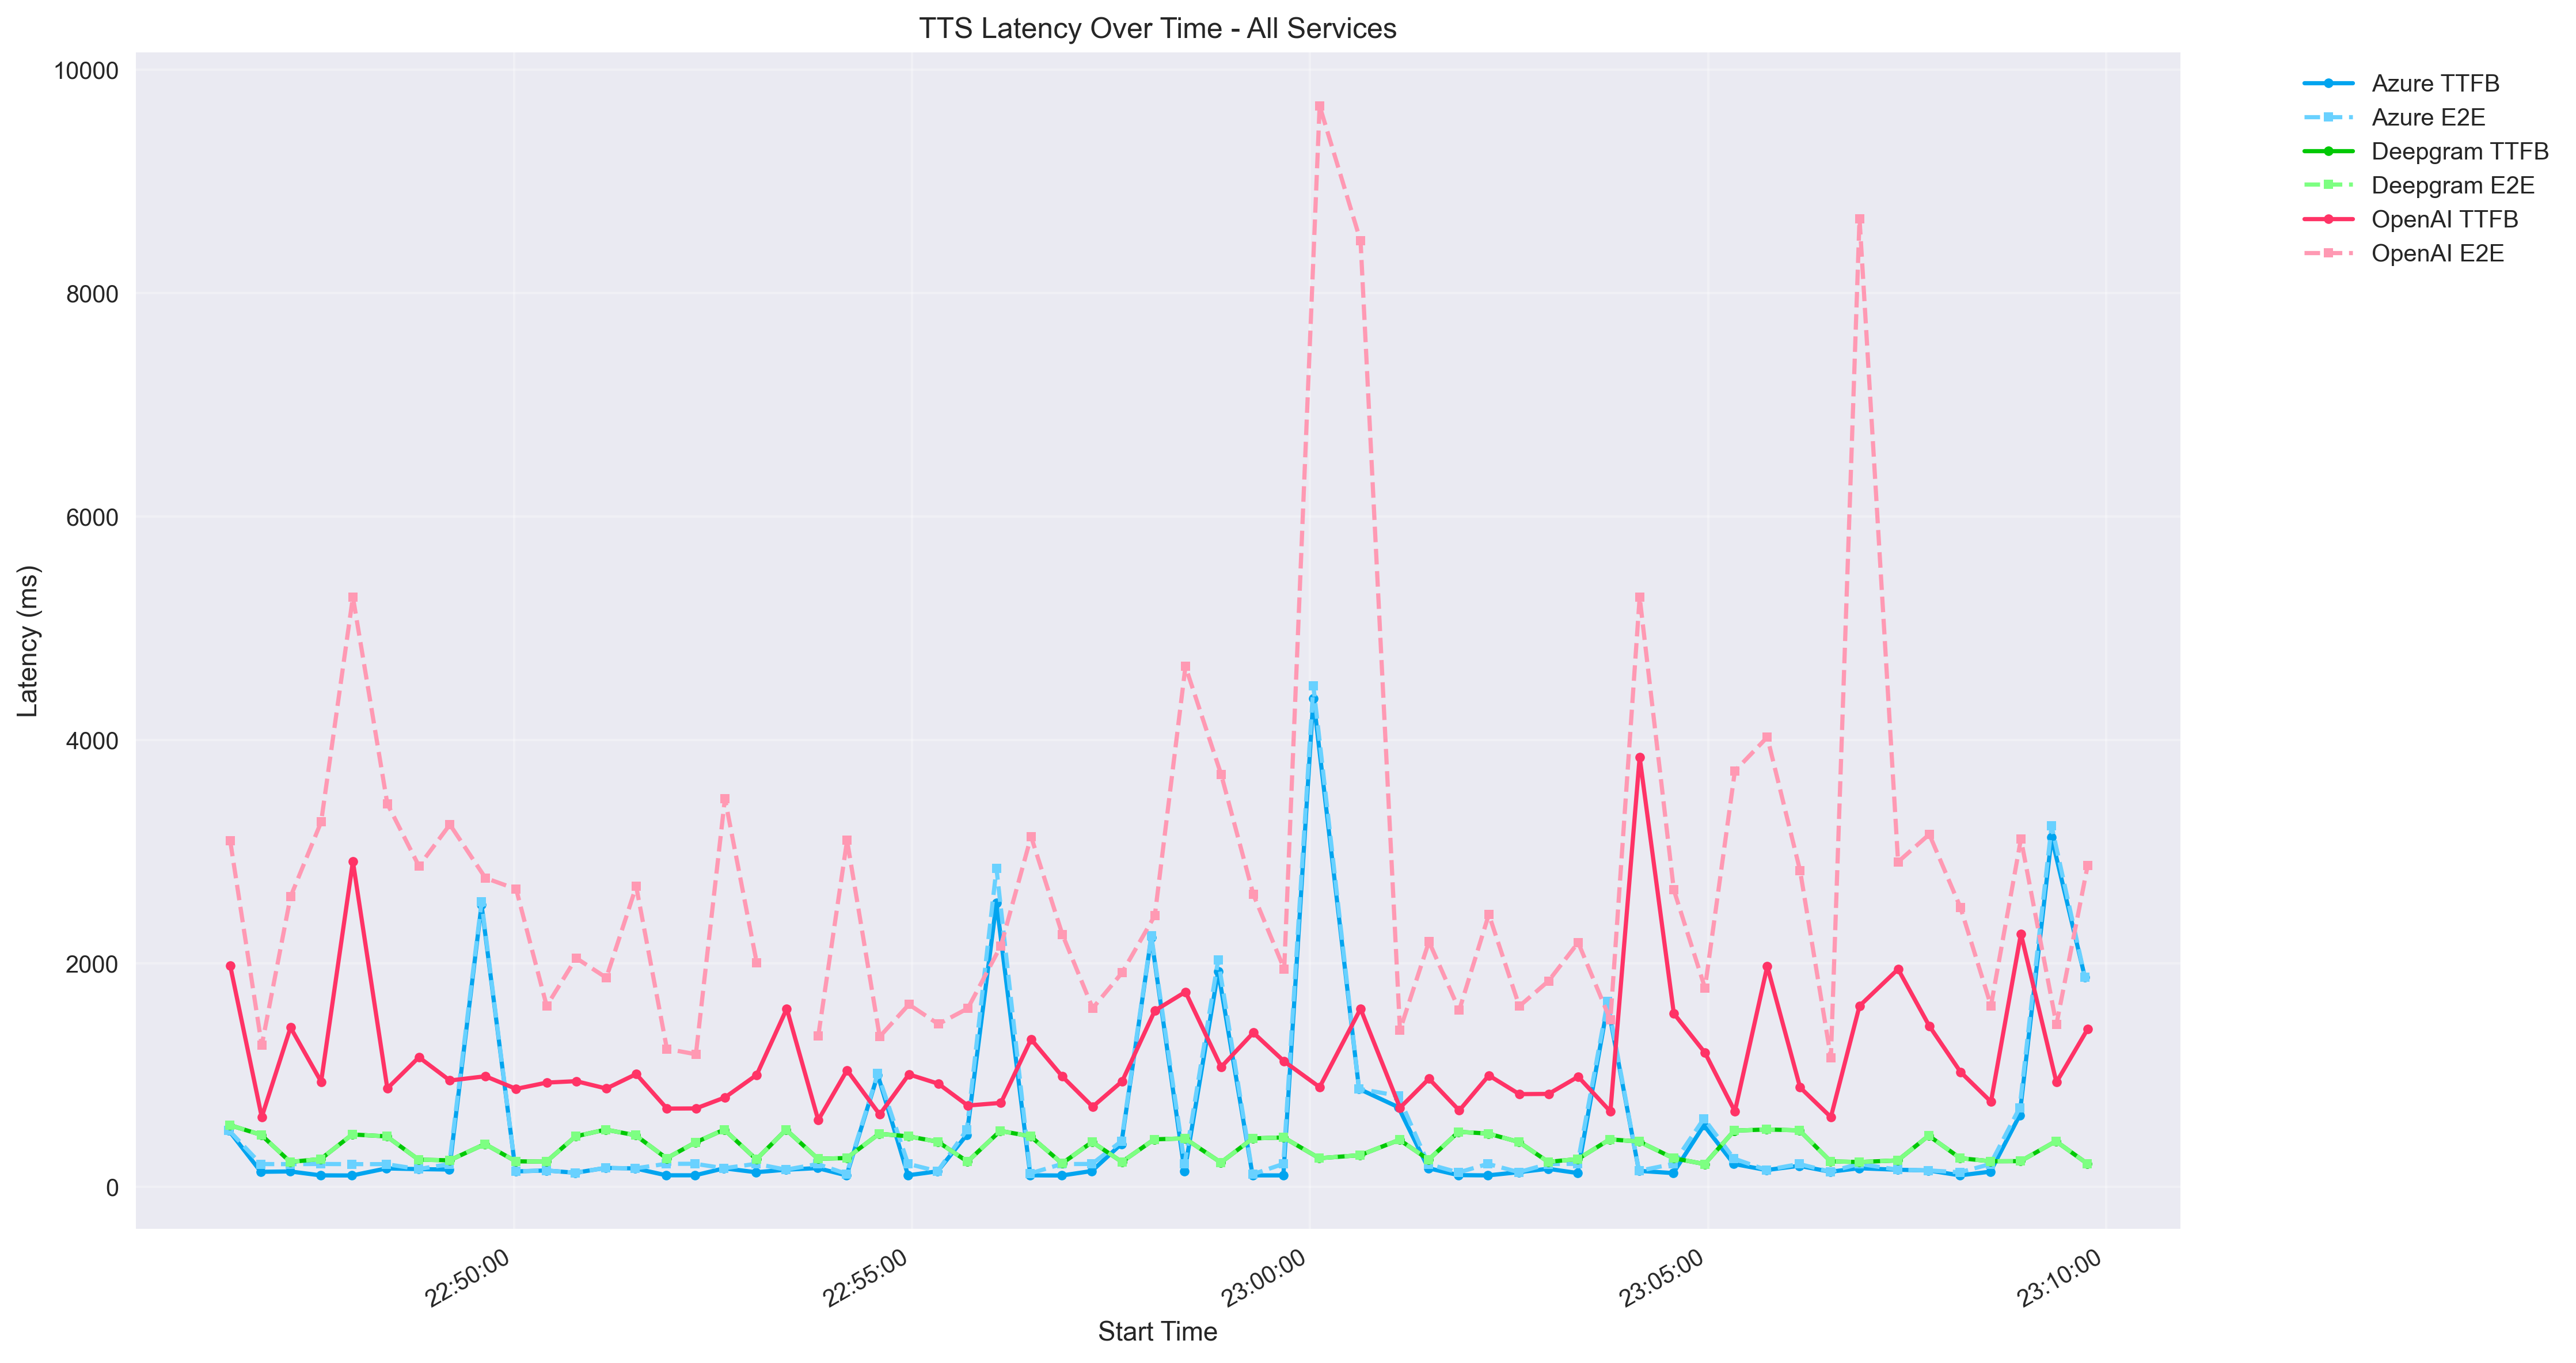 TTS Latency Over Time - All Services
10000
8000
6000
4000
2000
0
Latency (ms)
22:50:00
22:55:00
23:00:00
23:05:00
23:10:00
Start Time
Azure TTFB
Azure E2E
Deepgram TTFB
Deepgram E2E
OpenAI TTFB
OpenAI E2E